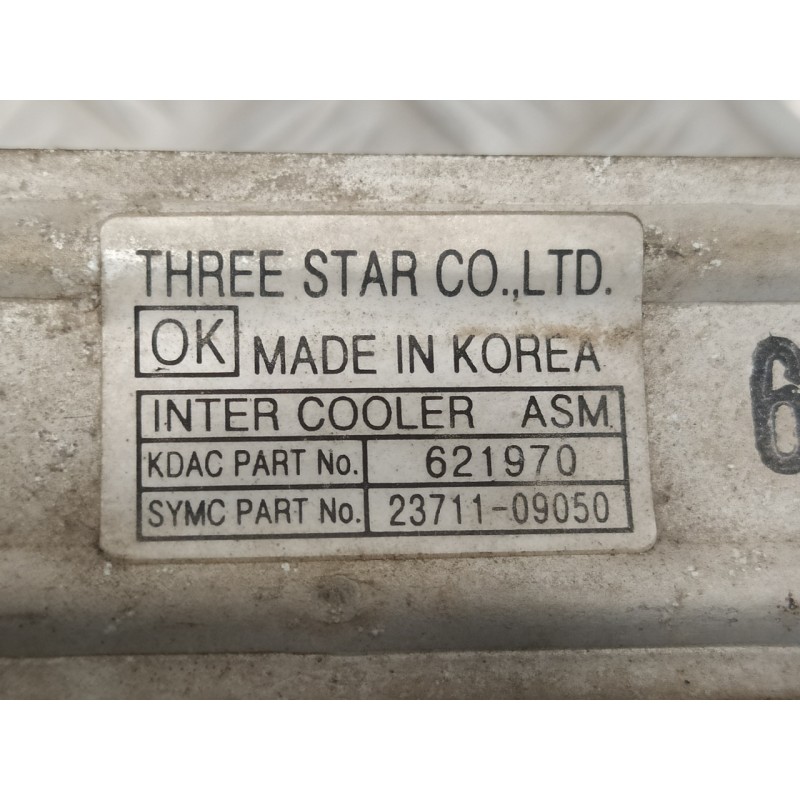 THREE STAR CO.,LTD.
OK MADE IN KOREA
INTER COOLER ASM
KDAC PART No. 621970
SYMC PART No. 23711-09050
6